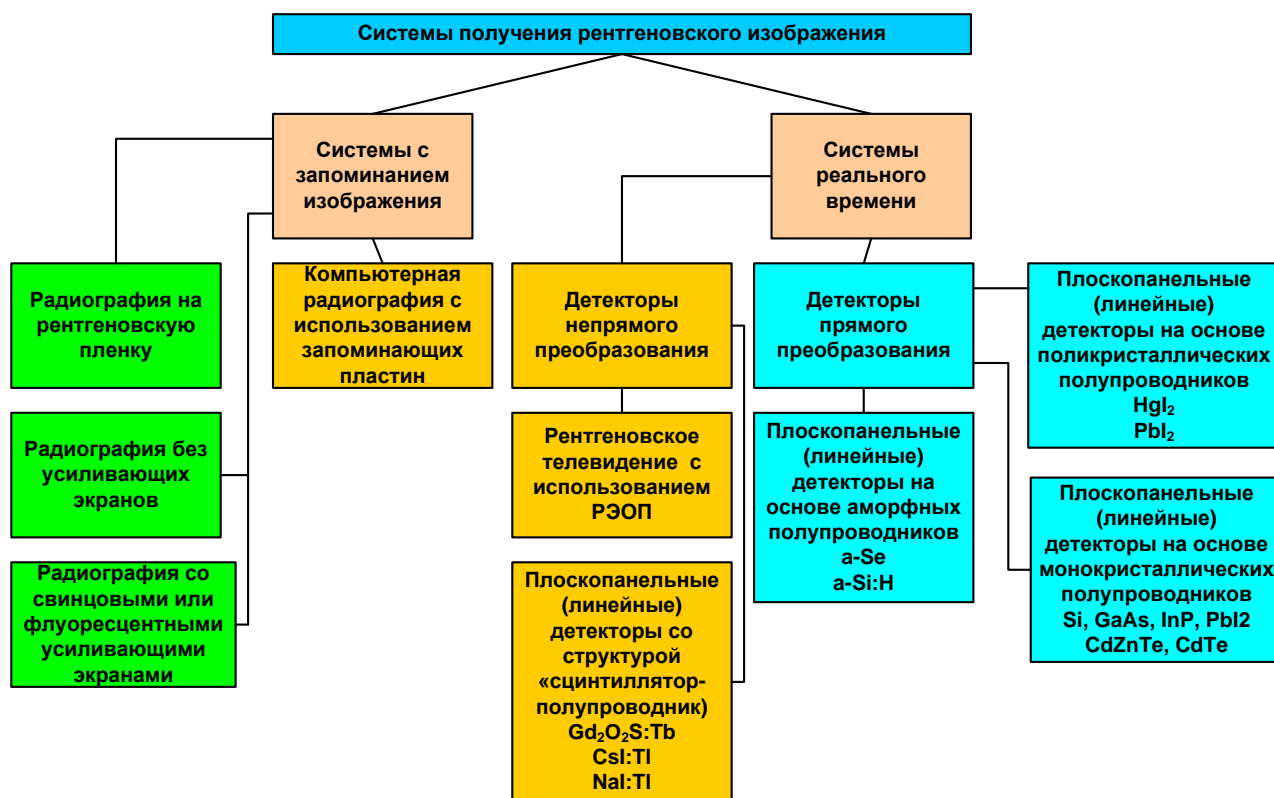 Системы получения рентгеновского изображения
Системы с
запоминанием
изображения
Системы
реального
времени
Радиография на
рентгеновскую
пленку
Компьютерная
радиография с
использованием
запоминающих
пластин
Детекторы
непрямого
преобразования
Детекторы
прямого
преобразования
Плоскопанельные
(линейные)
детекторы на основе
поликристаллических
полупроводников
HgI₂
PbI₂
Радиография без
усиливающих
экранов
Рентгеновское
телевидение с
использованием
РЭОП
Плоскопанельные
(линейные)
детекторы на
основе аморфных
полупроводников
a-Se
a-Si:H
Плоскопанельные
(линейные)
детекторы на основе
монокристаллических
полупроводников
Si, GaAs, InP, PbI2
CdZnTe, CdTe
Радиография со
свинцовыми или
флуоресцентными
усиливающими
экранами
Плоскопанельные
(линейные)
детекторы со
структурой
«сцинтиллятор-
полупроводник)
Gd₂O₂S:Tb
CsI:Tl
NaI:Tl